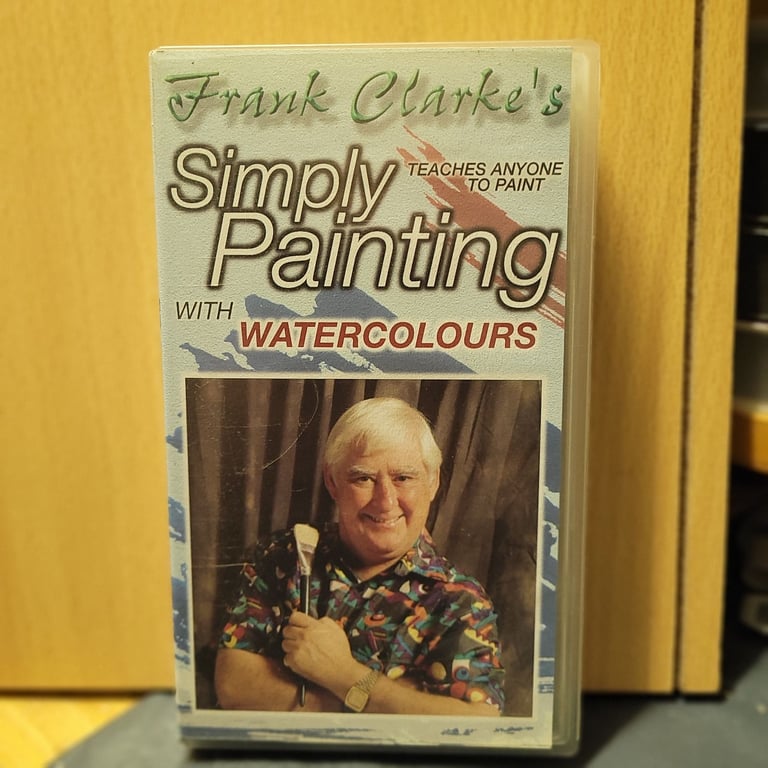 Frank Clarke's
Simply
TEACHES ANYONE
TO PAINT
Painting
WITH
WATERCOLOURS